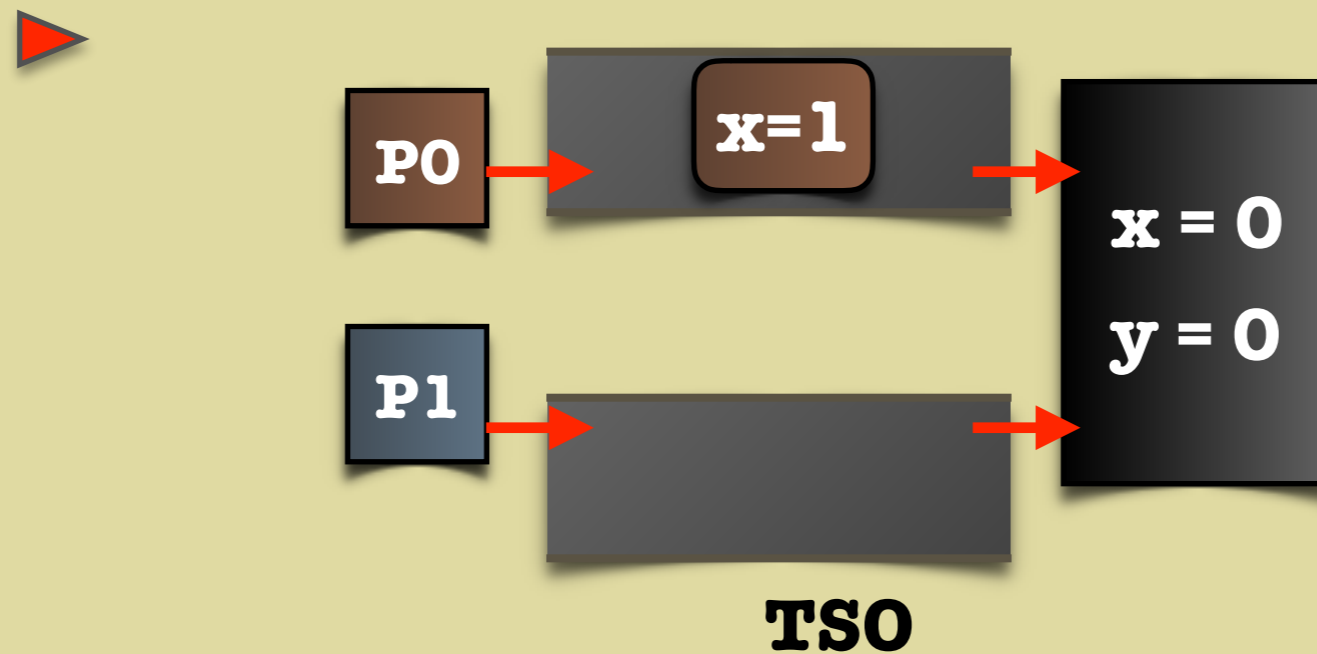 x=1
P0
x = 0
y = 0
P1
TSO